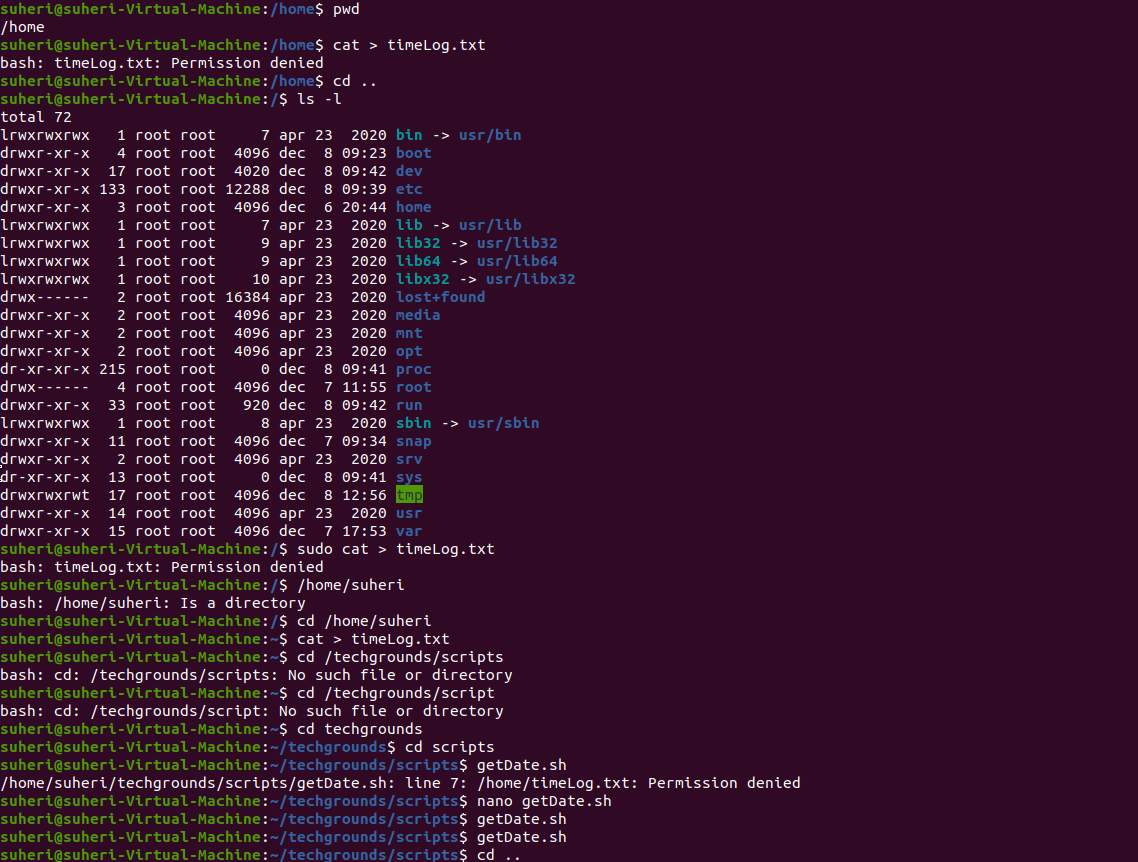 suheri@suheri-Virtual-Machine:/home$ pwd
/home
suheri@suheri-Virtual-Machine:/home$ cat > timeLog.txt
bash: timeLog.txt: Permission denied
suheri@suheri-Virtual-Machine:/home$ cd ..
suheri@suheri-Virtual-Machine:/$ ls -l
total 72
lrwxrwxrwx   1 root root     7 apr 23  2020 bin -> usr/bin
drwxr-xr-x   4 root root  4096 dec  8 09:23 boot
drwxr-xr-x  17 root root  4020 dec  8 09:42 dev
drwxr-xr-x 133 root root 12288 dec  8 09:39 etc
drwxr-xr-x   3 root root  4096 dec  6 20:44 home
lrwxrwxrwx   1 root root     7 apr 23  2020 lib -> usr/lib
lrwxrwxrwx   1 root root     9 apr 23  2020 lib32 -> usr/lib32
lrwxrwxrwx   1 root root     9 apr 23  2020 lib64 -> usr/lib64
lrwxrwxrwx   1 root root    10 apr 23  2020 libx32 -> usr/libx32
drwx------   2 root root 16384 apr 23  2020 lost+found
drwxr-xr-x   2 root root  4096 apr 23  2020 media
drwxr-xr-x   2 root root  4096 apr 23  2020 mnt
drwxr-xr-x   2 root root  4096 apr 23  2020 opt
dr-xr-xr-x 215 root root     0 dec  8 09:41 proc
drwx------   4 root root  4096 dec  7 11:55 root
drwxr-xr-x  33 root root   920 dec  8 09:42 run
lrwxrwxrwx   1 root root     8 apr 23  2020 sbin -> usr/sbin
drwxr-xr-x  11 root root  4096 dec  7 09:34 snap
drwxr-xr-x   2 root root  4096 apr 23  2020 srv
dr-xr-xr-x  13 root root     0 dec  8 09:41 sys
drwxrwxrwt  17 root root  4096 dec  8 12:56 tmp
drwxr-xr-x  14 root root  4096 apr 23  2020 usr
drwxr-xr-x  15 root root  4096 dec  7 17:53 var
suheri@suheri-Virtual-Machine:/$ sudo cat > timeLog.txt
bash: timeLog.txt: Permission denied
suheri@suheri-Virtual-Machine:/$ /home/suheri
bash: /home/suheri: Is a directory
suheri@suheri-Virtual-Machine:/$ cd /home/suheri
suheri@suheri-Virtual-Machine:~$ cat > timeLog.txt
suheri@suheri-Virtual-Machine:~$ cd /techgrounds/scripts
bash: cd: /techgrounds/scripts: No such file or directory
suheri@suheri-Virtual-Machine:~$ cd /techgrounds/script
bash: cd: /techgrounds/script: No such file or directory
suheri@suheri-Virtual-Machine:~$ cd techgrounds
suheri@suheri-Virtual-Machine:~/techgrounds$ cd scripts
suheri@suheri-Virtual-Machine:~/techgrounds/scripts$ getDate.sh
/home/suheri/techgrounds/scripts/getDate.sh: line 7: /home/timeLog.txt: Permission denied
suheri@suheri-Virtual-Machine:~/techgrounds/scripts$ nano getDate.sh
suheri@suheri-Virtual-Machine:~/techgrounds/scripts$ getDate.sh
suheri@suheri-Virtual-Machine:~/techgrounds/scripts$ getDate.sh
suheri@suheri-Virtual-Machine:~/techgrounds/scripts$ cd ..